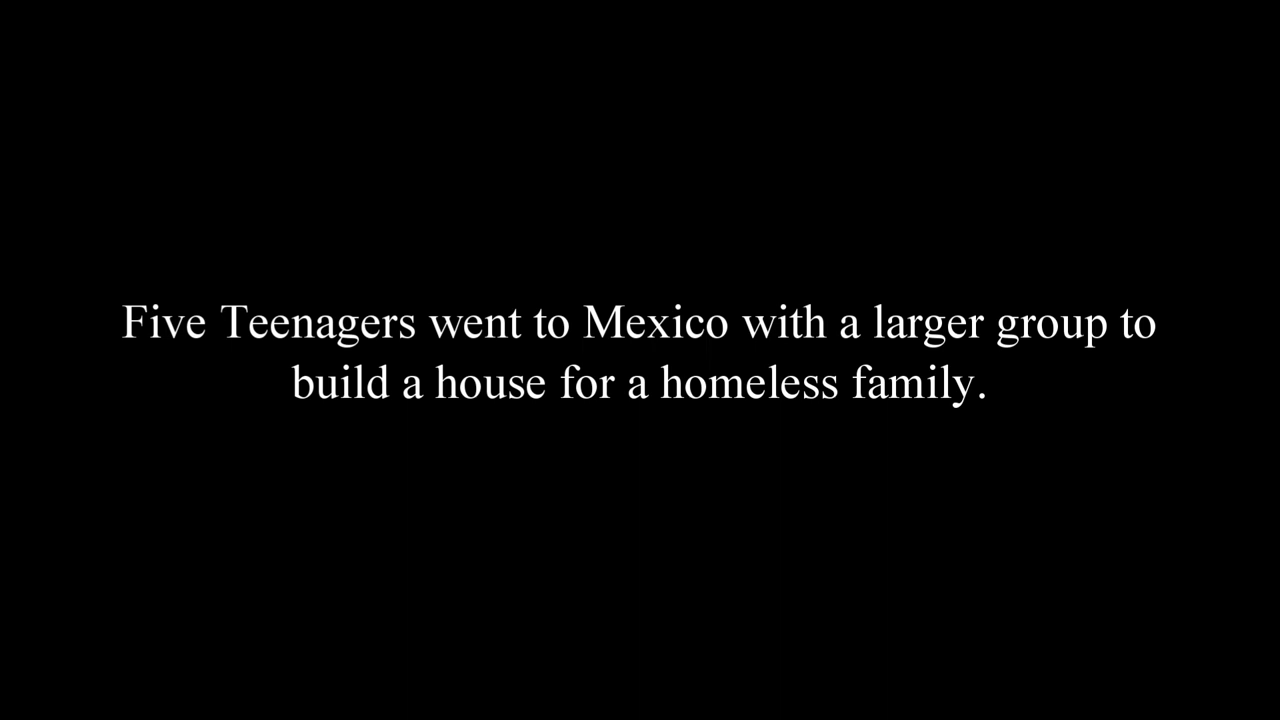 Five Teenagers went to Mexico with a larger group to
build a house for a homeless family.